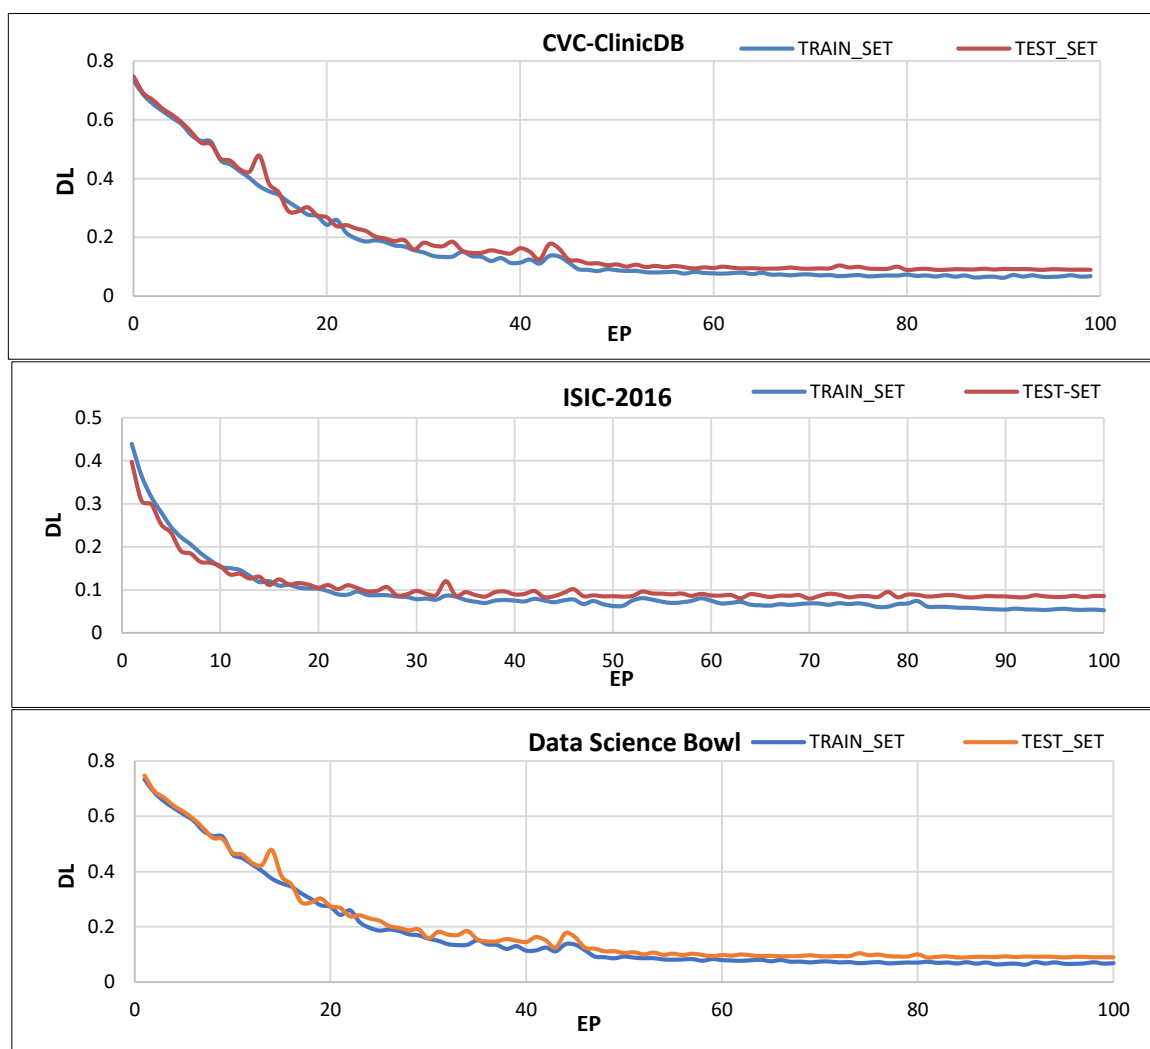 CVC-ClinicDB
TRAIN_SET TEST_SET
0.8
0.6
0.4
0.2
0
DL
0 20 40 60 80 100
EP
ISIC-2016
TRAIN_SET TEST-SET
0.5
0.4
0.3
0.2
0.1
0
DL
0 10 20 30 40 50 60 70 80 90 100
EP
Data Science Bowl
TRAIN_SET TEST_SET
0.8
0.6
0.4
0.2
0
DL
0 20 40 60 80 100
EP